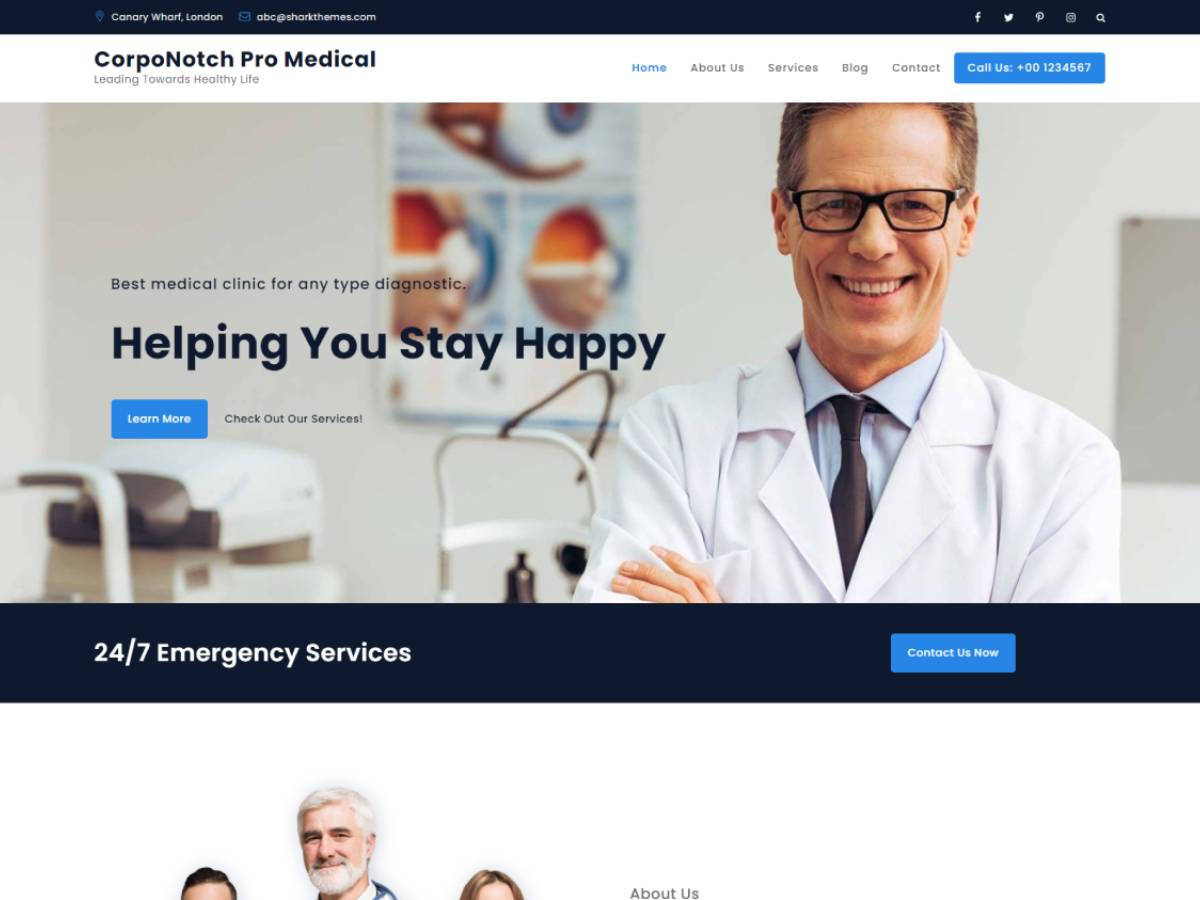 Canary Wharf, London
abc@sharkthemes.com
CorpoNotch Pro Medical
Leading Towards Healthy Life
Home
About Us
Services
Blog
Contact
Call Us: +00 1234567
Best medical clinic for any type diagnostic.
Helping You Stay Happy
Learn More
Check Out Our Services!
24/7 Emergency Services
Contact Us Now
About Us